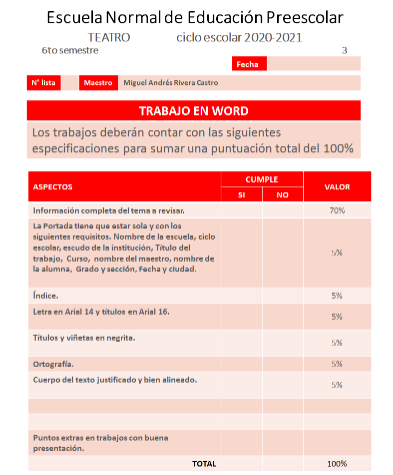 Escuela Normal de Educación Preescolar
TEATRO ciclo escolar 2020-2021
6to semestre 3
Fecha
N° lista Maestro Miguel Andrés Rivera Castro
TRABAJO EN WORD
Los trabajos deberán contar con las siguientes
especificaciones para sumar una puntuación total del 100%
ASPECTOS CUMPLE VALOR
SI NO
Información completa del tema a revisar. 70%
La Portada tiene que estar sola y con los
siguientes requisitos. Nombre de la escuela, ciclo
escolar, escudo de la institución, Título del
trabajo, Curso, nombre del maestro, nombre de
la alumna, Grado y sección, Fecha y ciudad. 5%
Índice. 5%
Letra en Arial 14 y títulos en Arial 16. 5%
Títulos y viñetas en negrita. 5%
Ortografía. 5%
Cuerpo del texto justificado y bien alineado. 5%
Puntos extras en trabajos con buena
presentación.
TOTAL 100%